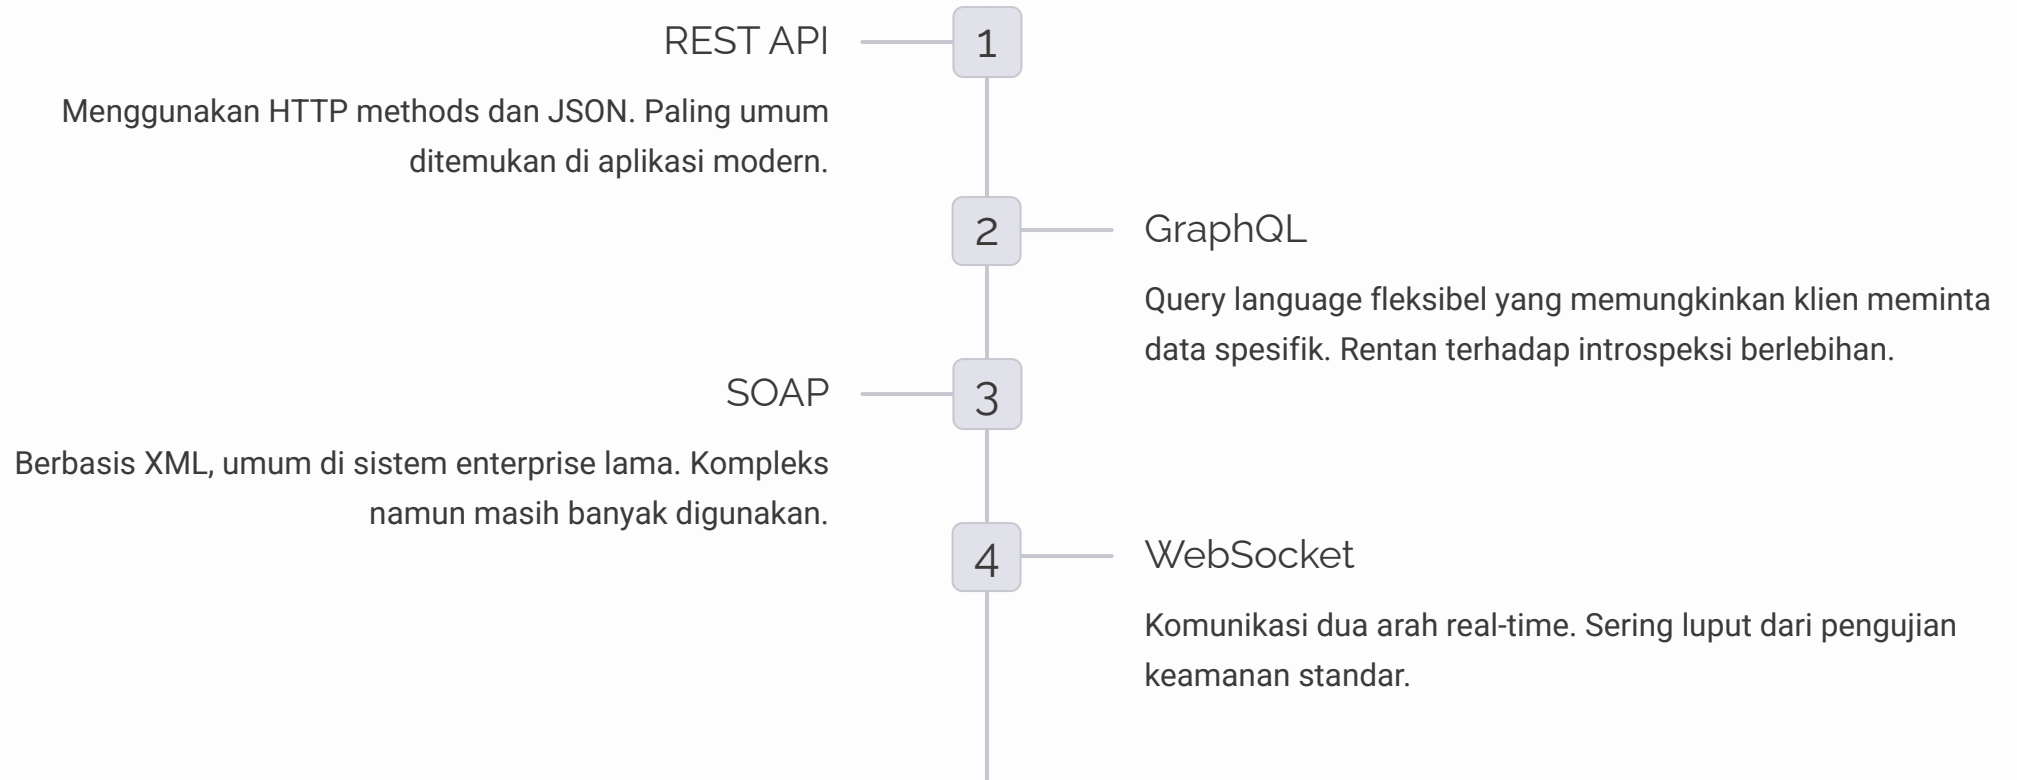 REST API
1
Menggunakan HTTP methods dan JSON. Paling umum
ditemukan di aplikasi modern.
2
GraphQL
Query language fleksibel yang memungkinkan klien meminta
data spesifik. Rentan terhadap introspeksi berlebihan.
SOAP
3
Berbasis XML, umum di sistem enterprise lama. Kompleks
namun masih banyak digunakan.
4
WebSocket
Komunikasi dua arah real-time. Sering luput dari pengujian
keamanan standar.